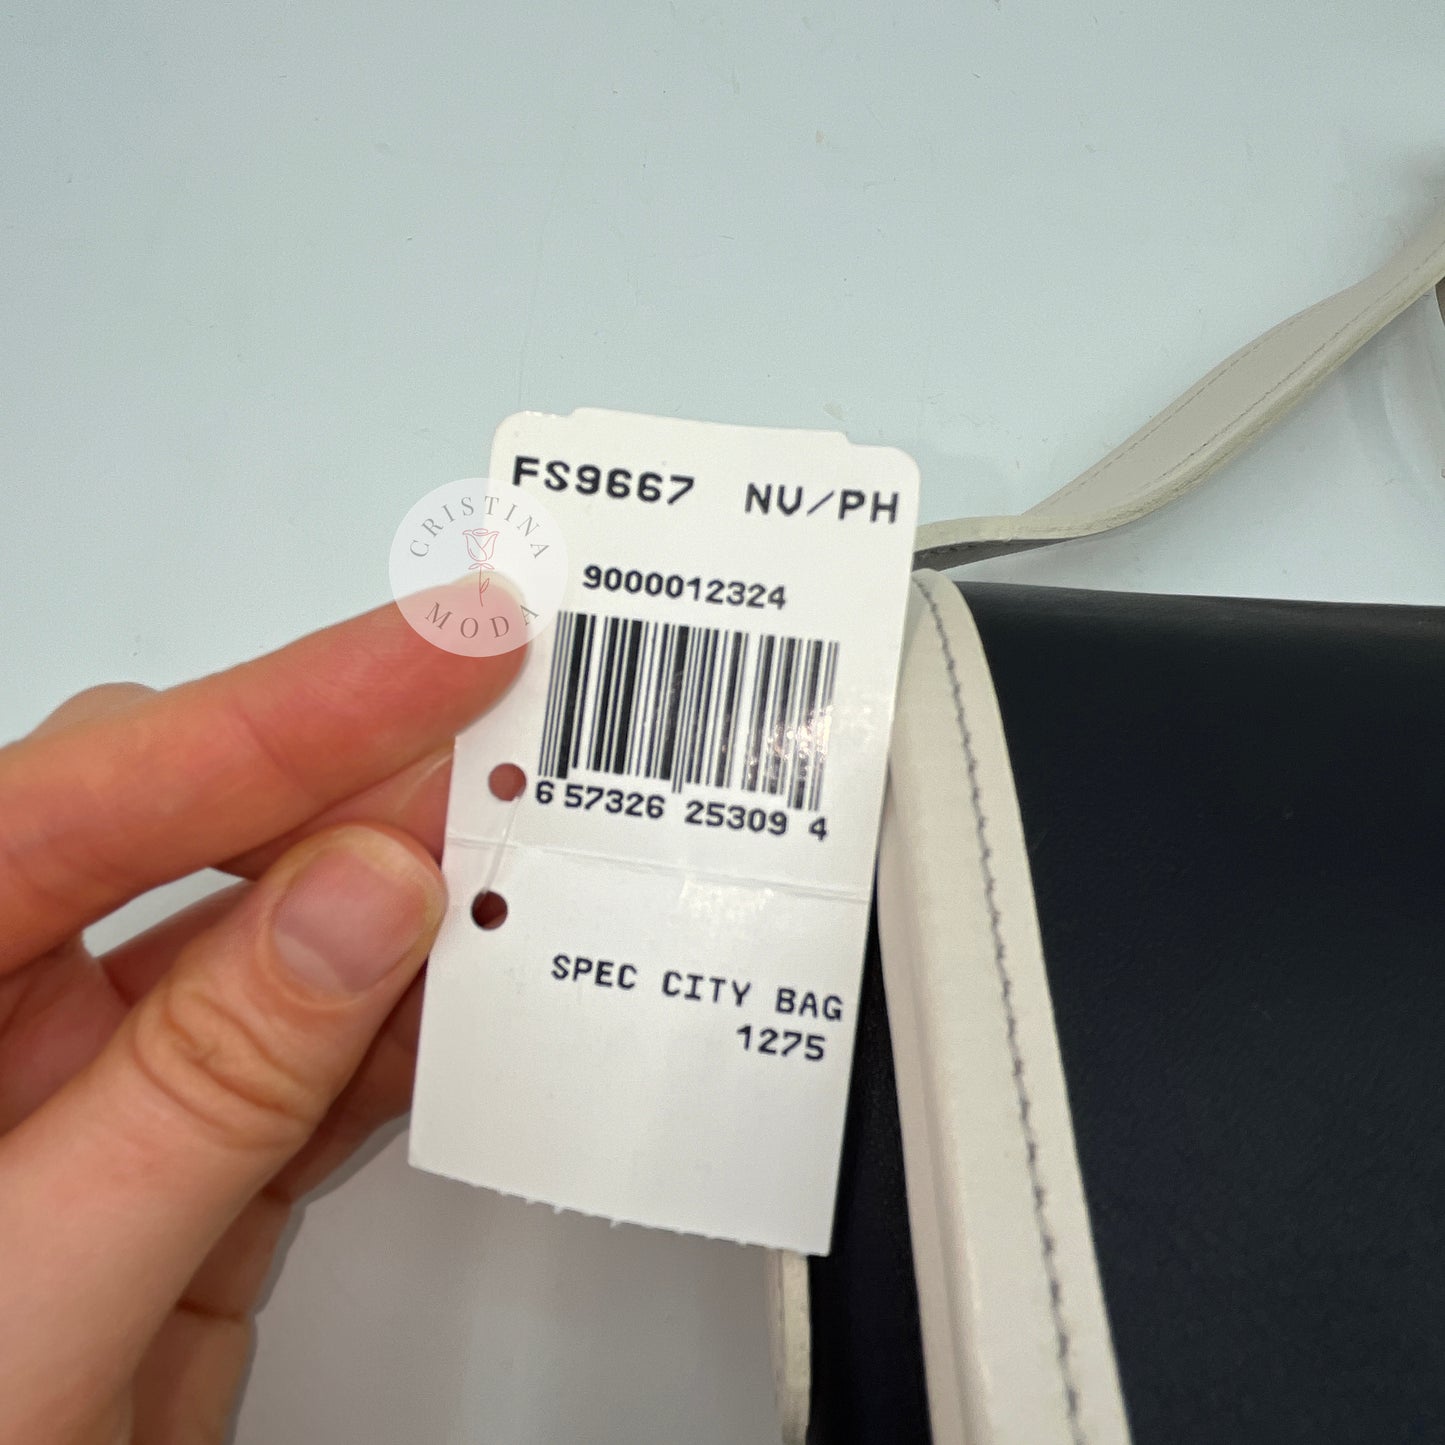 FS9667 NV/PH
9000012324
6 57326 25309 4
SPEC CITY BAG
1275
CRISTINA
MODA